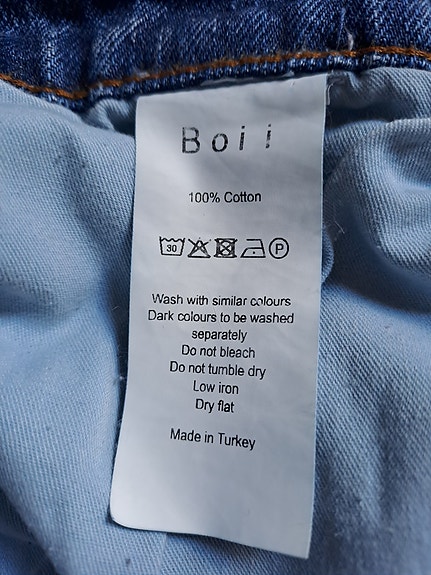 Boii
100% Cotton
30 P
Wash with similar colours
Dark colours to be washed
separately
Do not bleach
Do not tumble dry
Low iron
Dry flat
Made in Turkey